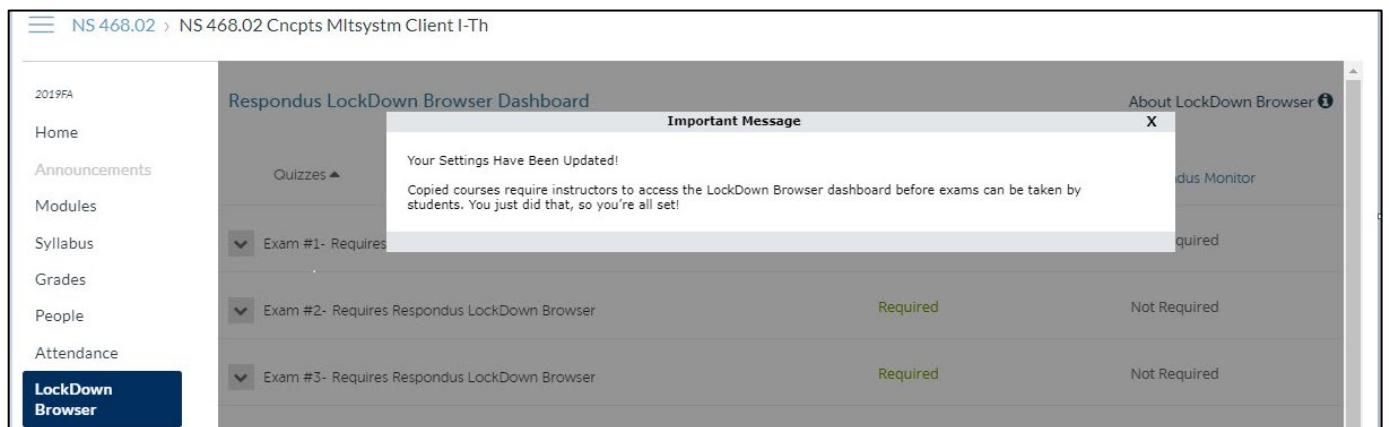 NS 468.02 › NS 468.02 Cncpts Mltsystm Client I-Th
2019FA
Home
Announcements
Modules
Syllabus
Grades
People
Attendance
LockDown
Browser
Respondus LockDown Browser Dashboard
About LockDown Browser
Important Message X
Your Settings Have Been Updated!
Copied courses require instructors to access the LockDown Browser dashboard before exams can be taken by
students. You just did that, so you're all set!
Quizzes
Monitor
Exam #1- Requires
Exam #2- Requires Respondus LockDown Browser Required Not Required
Exam #3- Requires Respondus LockDown Browser Required Not Required